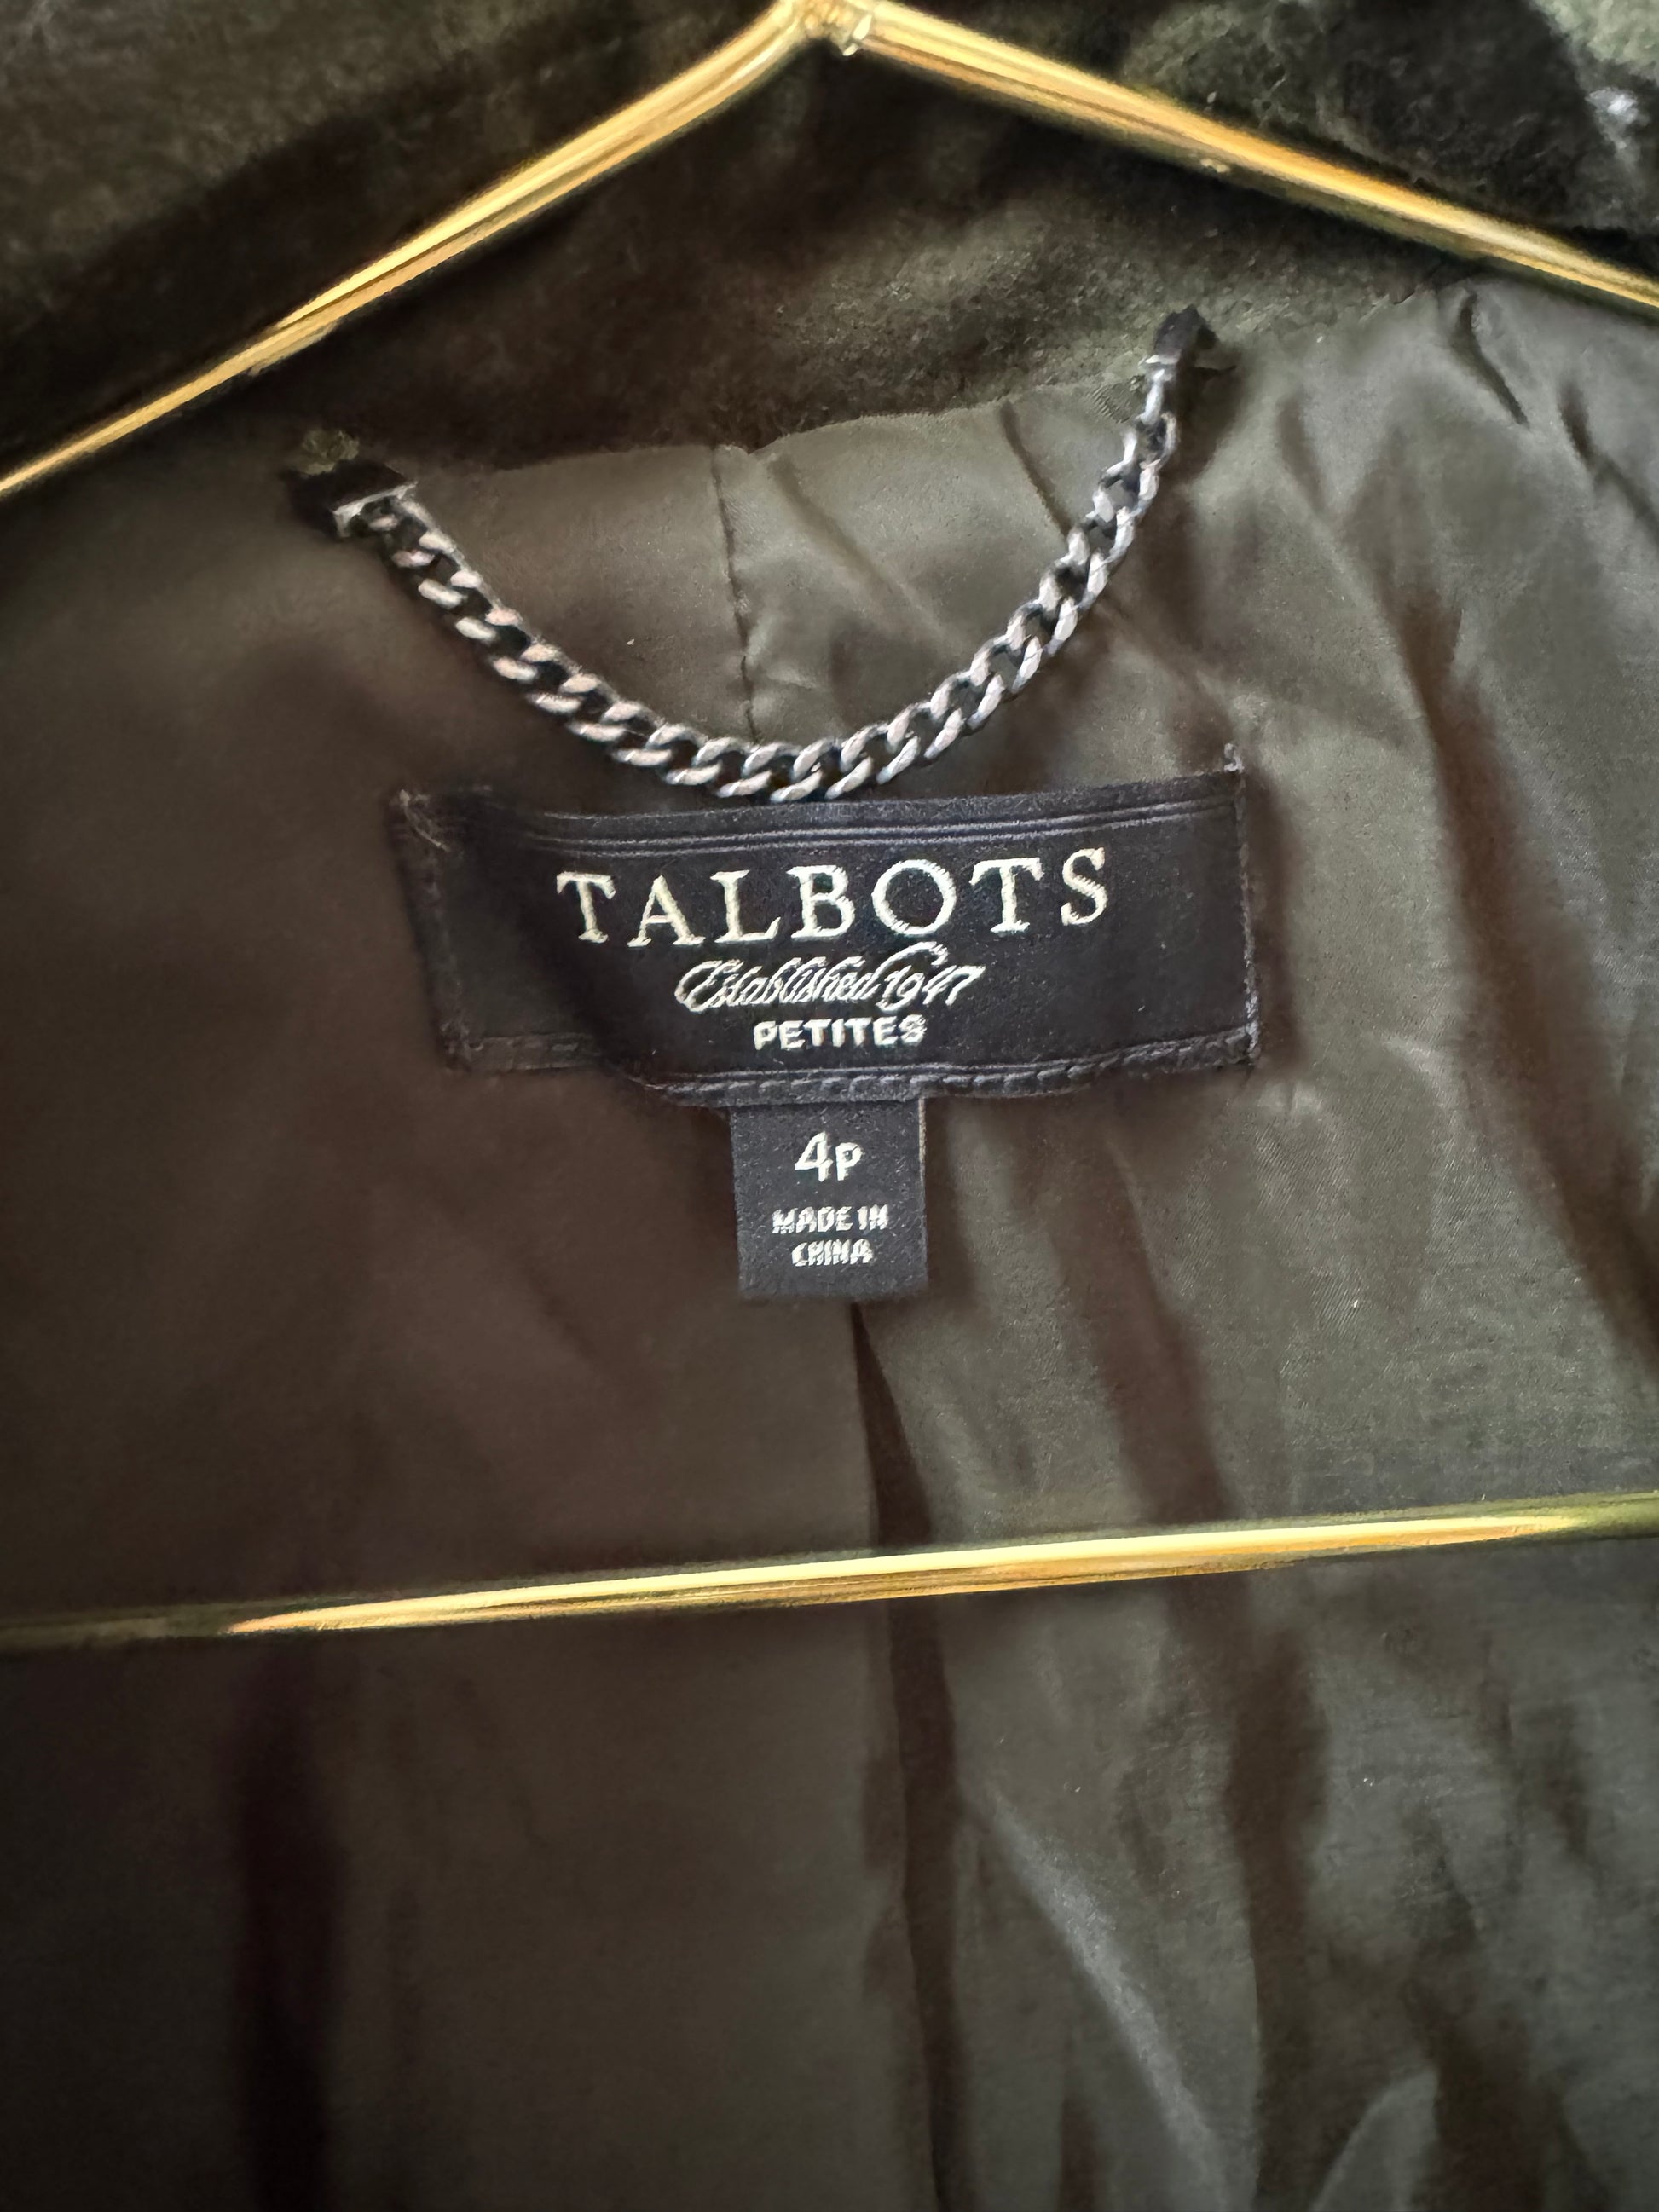 TALBOTS
Established 1947
PETITES
4P
MADE IN
CHINA